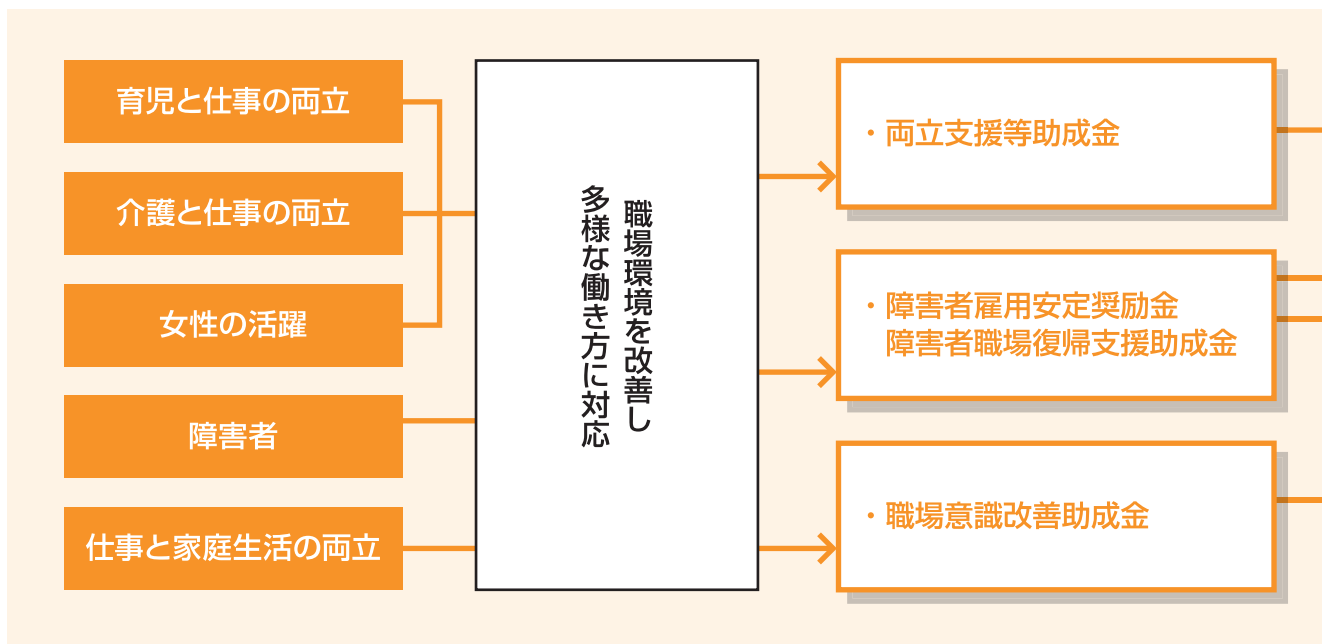 育児と仕事の両立
介護と仕事の両立
女性の活躍
障害者
仕事と家庭生活の両立
職場環境を改善し
多様な働き方に対応
・両立支援等助成金
・障害者雇用安定奨励金
障害者職場復帰支援助成金
・職場意識改善助成金